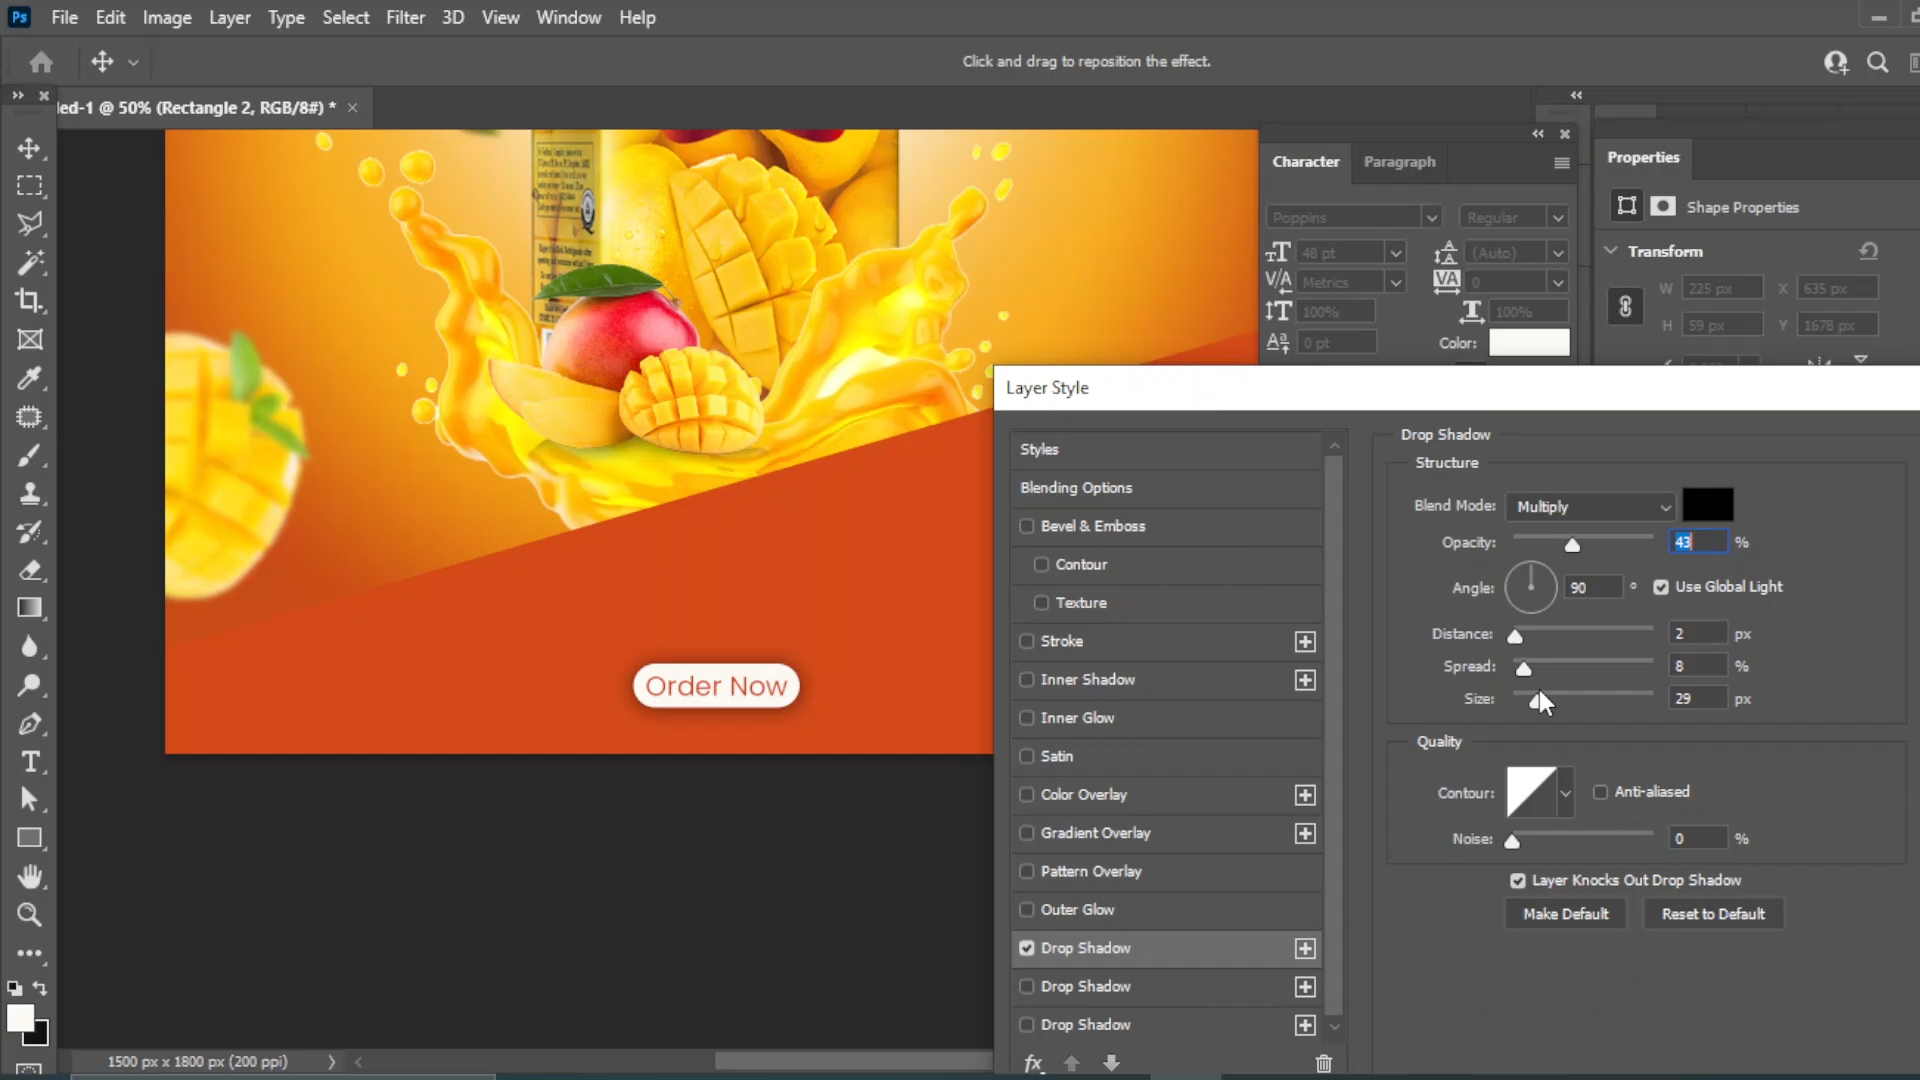 Ps File Edit Image Layer Type Select Filter 3D View Window Help
Click and drag to reposition the effect.
led-1 @ 50% (Rectangle 2, RGB/8#) *
Character Paragraph
Properties
Poppins Regular
Shape Properties
48 pt (Auto)
Transform
Metrics 0
W 225 px X 635 px
100% 100%
H 59 px Y 1678 px
0 pt Color:
Layer Style
Styles
Blending Options
Bevel & Emboss
Contour
Texture
Stroke
Inner Shadow
Inner Glow
Satin
Color Overlay
Gradient Overlay
Pattern Overlay
Outer Glow
Drop Shadow
Drop Shadow
Drop Shadow
fx
Drop Shadow
Structure
Blend Mode: Multiply
Opacity: 43 %
Angle: 90 ° Use Global Light
Distance: 2 px
Spread: 8 %
Size: 29 px
Quality
Contour: Anti-aliased
Noise: 0 %
Layer Knocks Out Drop Shadow
Make Default Reset to Default
Order Now
1500 px x 1800 px (200 ppi)